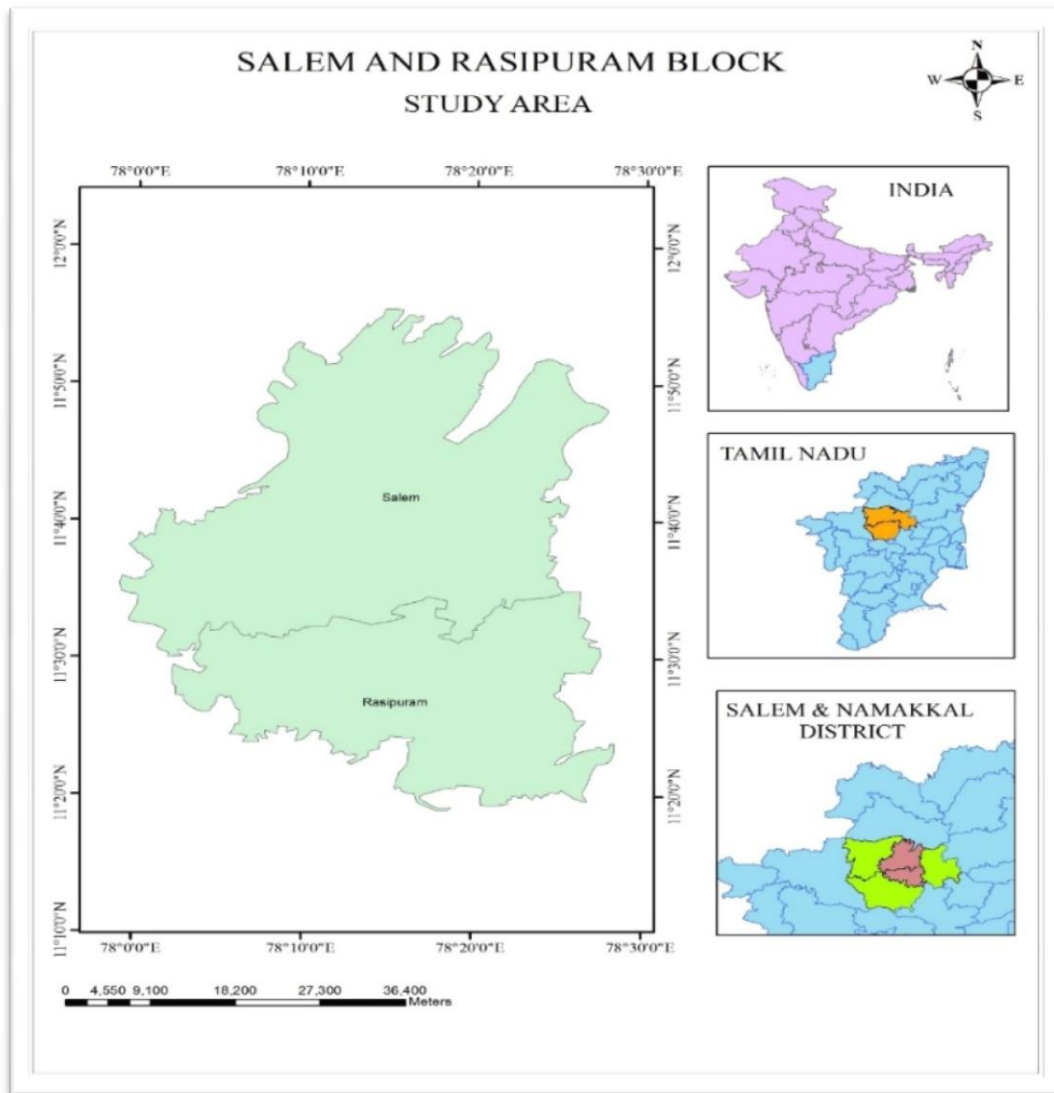 SALEM AND RASIPURAM BLOCK
STUDY AREA
N
W E
S
78°0'0"E 78°10'0"E 78°20'0"E 78°30'0"E
12°0'0"N
11°50'0"N
11°40'0"N
11°30'0"N
11°20'0"N
11°10'0"N
Salem
Rasipuram
12°0'0"N
11°50'0"N
11°40'0"N
11°30'0"N
11°20'0"N
78°0'0"E 78°10'0"E 78°20'0"E 78°30'0"E
0 4,550 9,100 18,200 27,300 36,400
Meters
INDIA
TAMIL NADU
SALEM & NAMAKKAL
DISTRICT